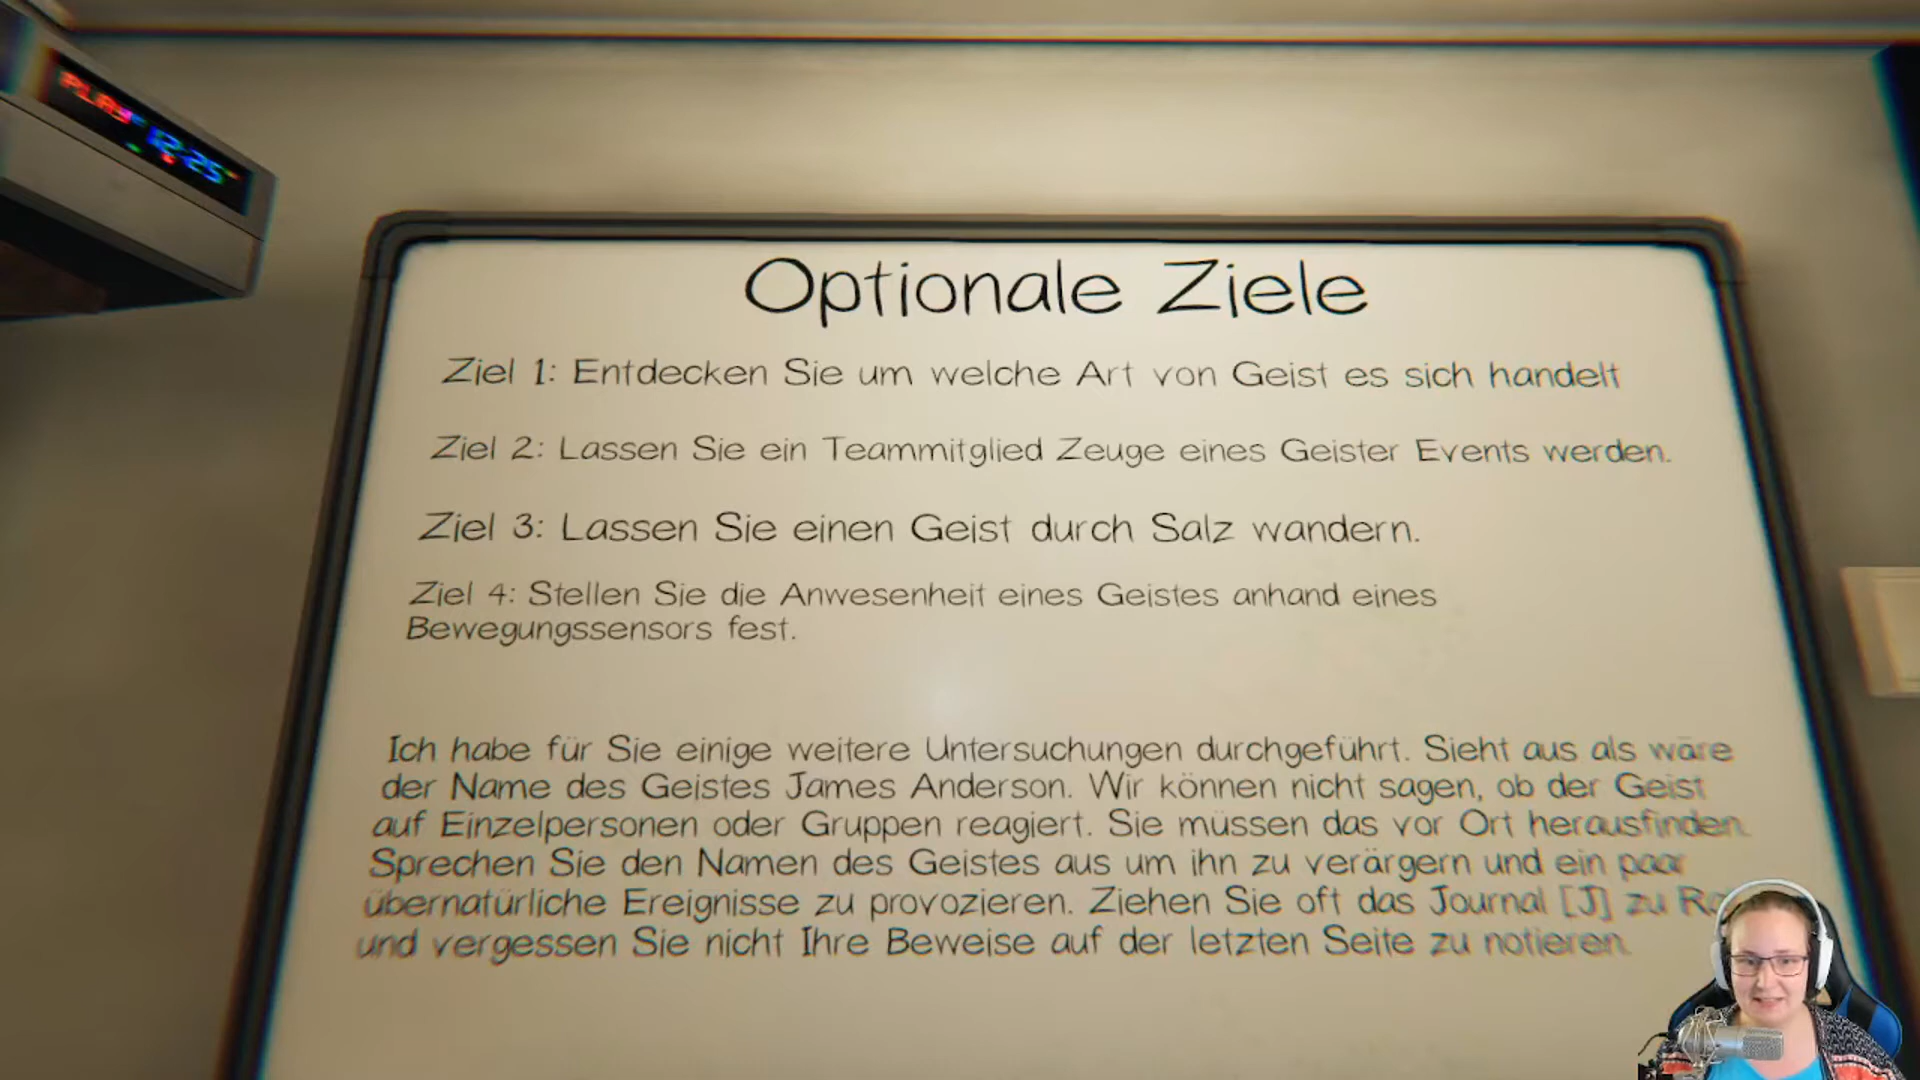 PLAY 12:25
Optionale Ziele
Ziel 1: Entdecken Sie um welche Art von Geist es sich handelt
Ziel 2: Lassen Sie ein Teammitglied Zeuge eines Geister Events werden.
Ziel 3: Lassen Sie einen Geist durch Salz wandern.
Ziel 4: Stellen Sie die Anwesenheit eines Geistes anhand eines
Bewegungssensors fest.
Ich habe für Sie einige weitere Untersuchungen durchgeführt. Sieht aus als wäre
der Name des Geistes James Anderson. Wir können nicht sagen, ob der Geist
auf Einzelpersonen oder Gruppen reagiert. Sie müssen das vor Ort herausfinden.
Sprechen Sie den Namen des Geistes aus um ihn zu verärgern und ein paar
übernatürliche Ereignisse zu provozieren. Ziehen Sie oft das Journal [J] zu
und vergessen Sie nicht Ihre Beweise auf der letzten Seite zu notieren.